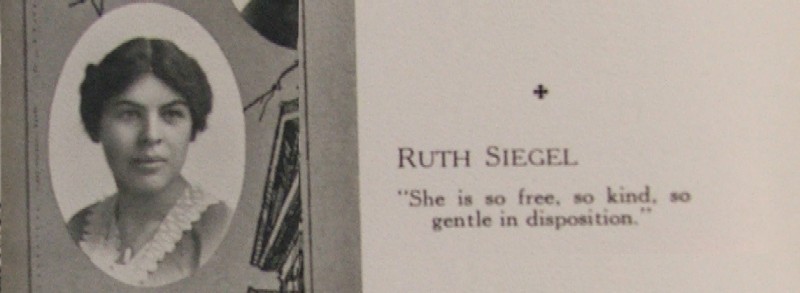 RUTH SIEGEL
"She is so free, so kind, so
gentle in disposition."